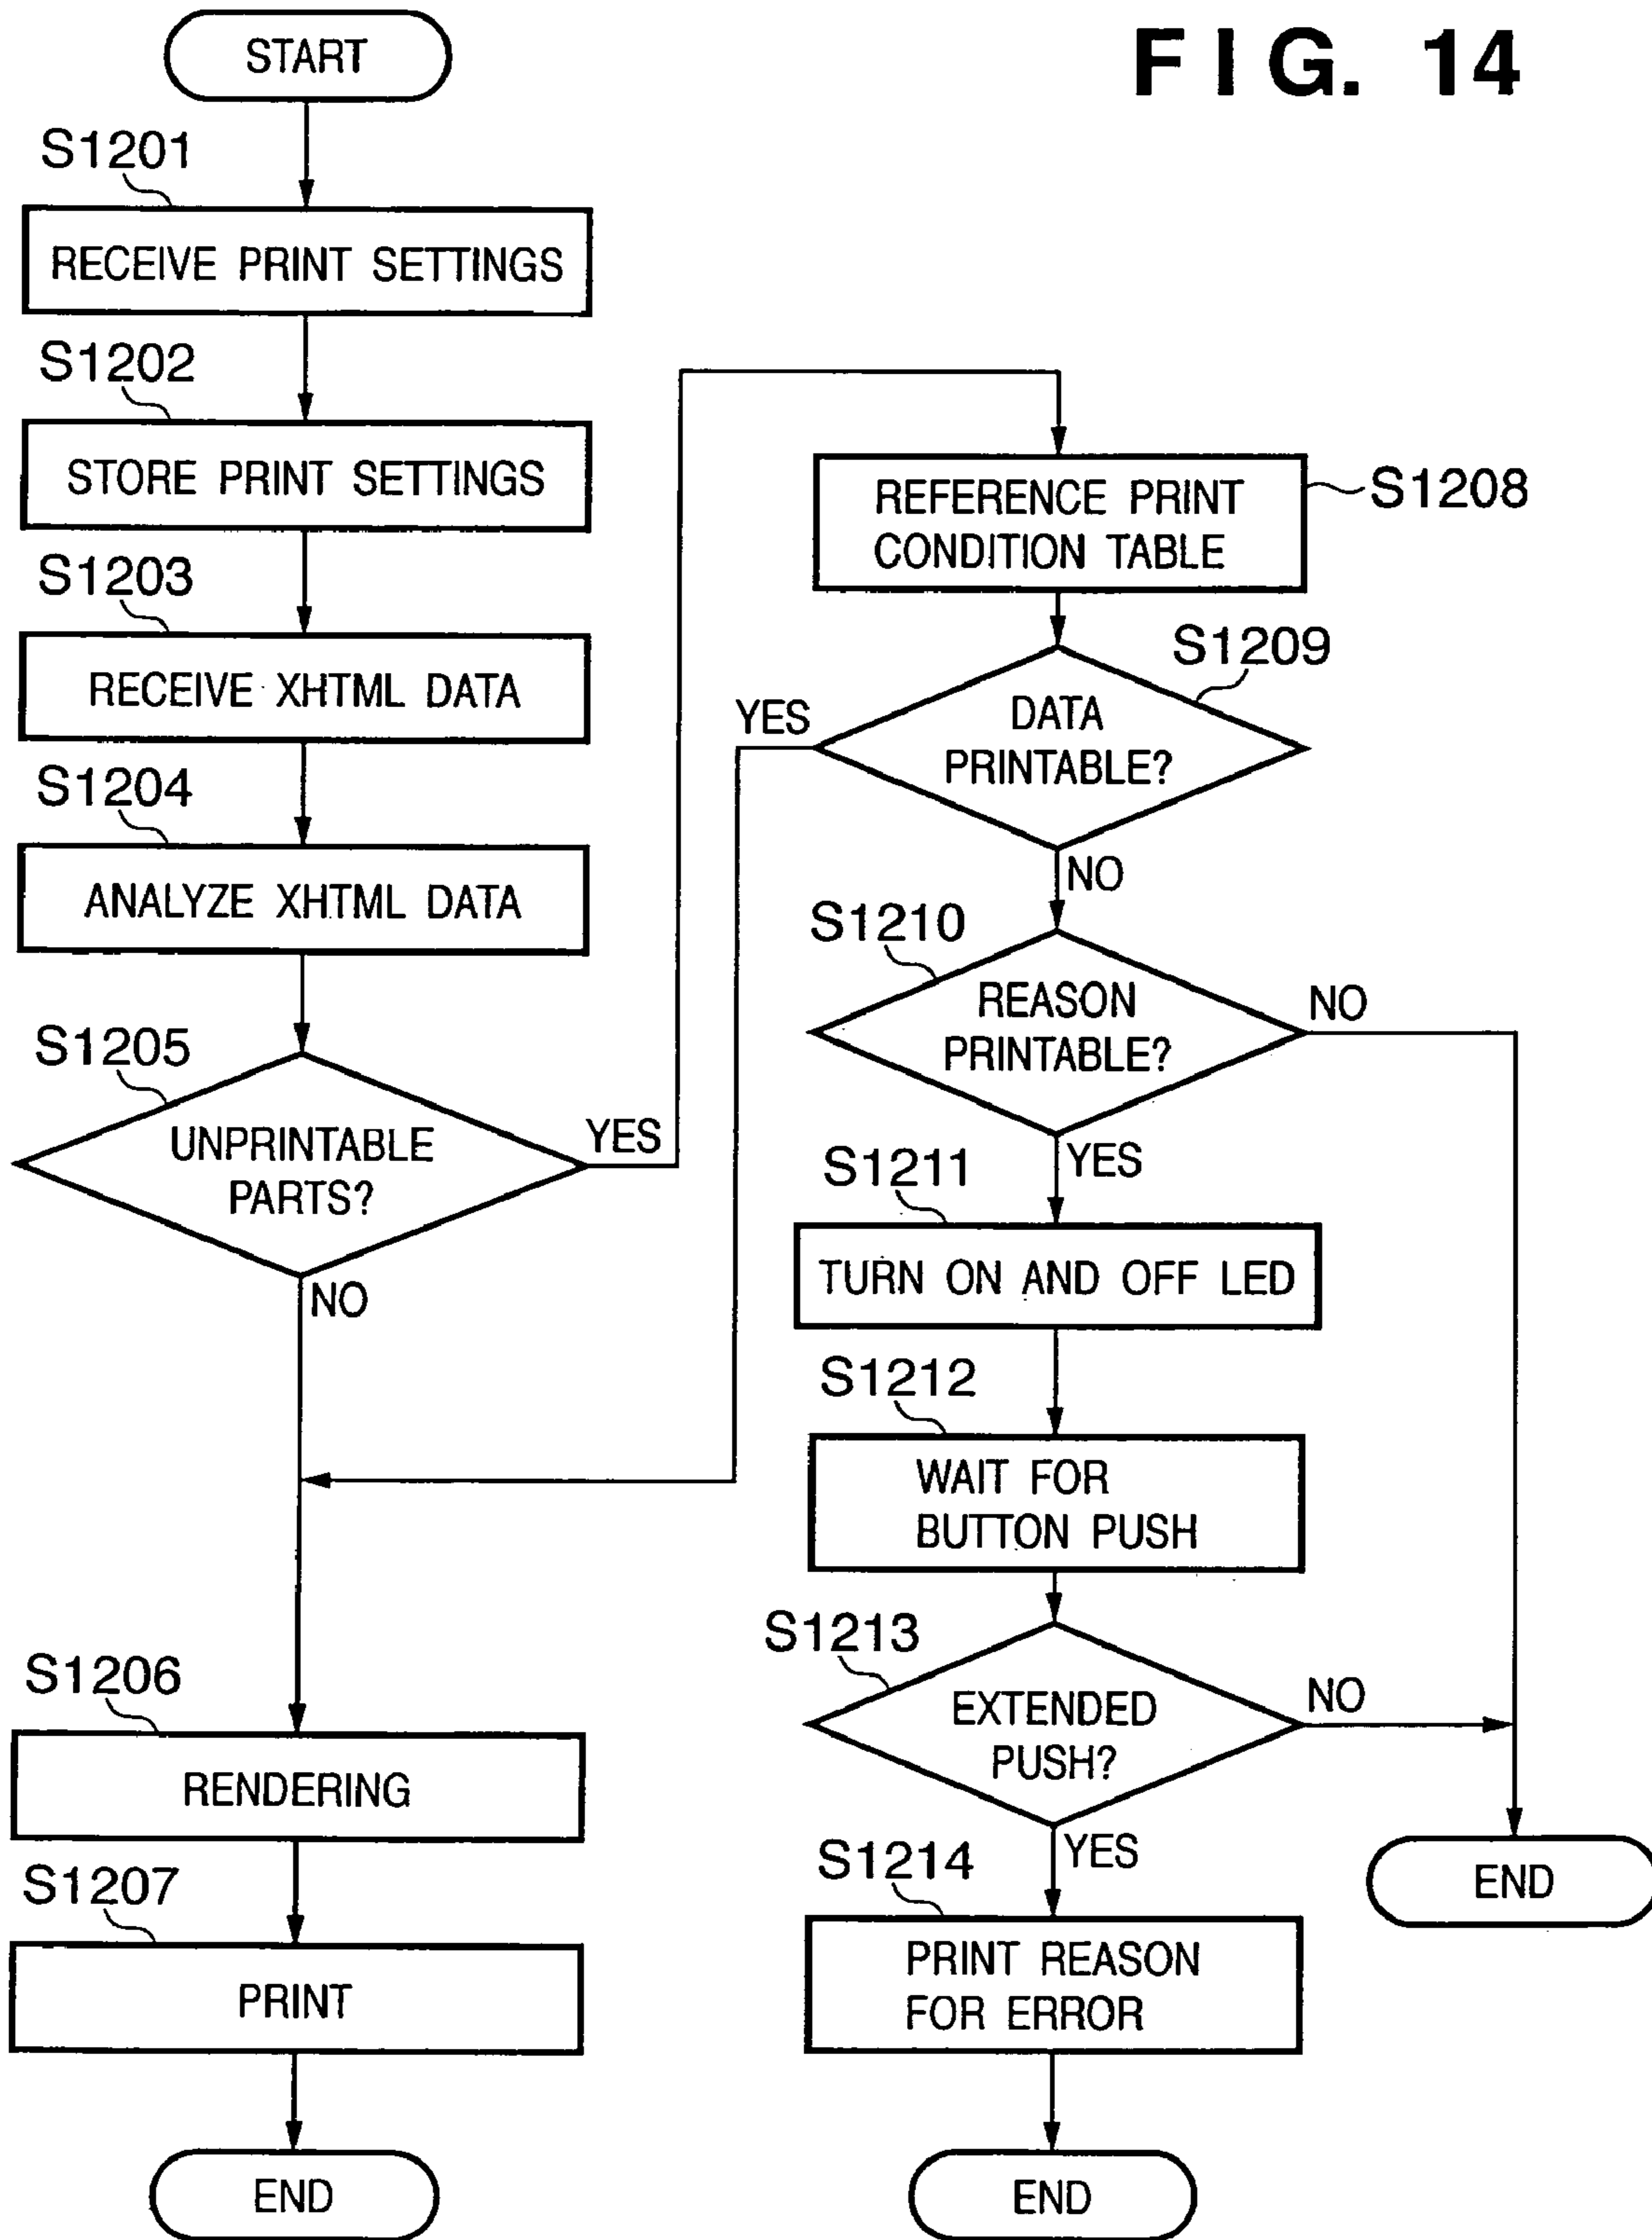 FIG. 14
START
S1201
RECEIVE PRINT SETTINGS
S1202
STORE PRINT SETTINGS
S1203
RECEIVE XHTML DATA
S1204
ANALYZE XHTML DATA
S1205
UNPRINTABLE
PARTS?
YES
NO
S1206
RENDERING
S1207
PRINT
END
REFERENCE PRINT
CONDITION TABLE
S1208
S1209
DATA
PRINTABLE?
YES
NO
S1210
REASON
PRINTABLE?
NO
YES
S1211
TURN ON AND OFF LED
S1212
WAIT FOR
BUTTON PUSH
S1213
EXTENDED
PUSH?
NO
YES
END
S1214
PRINT REASON
FOR ERROR
END